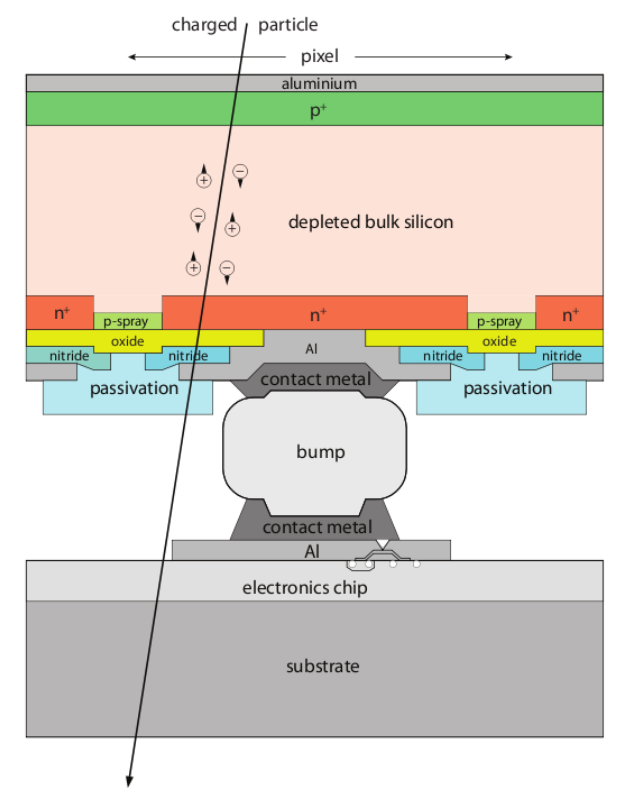 charged particle
pixel
aluminium
p+
depleted bulk silicon
n+ n+ n+
p-spray p-spray
oxide oxide
Al
nitride nitride nitride nitride
contact metal
passivation passivation
bump
contact metal
Al
electronics chip
substrate